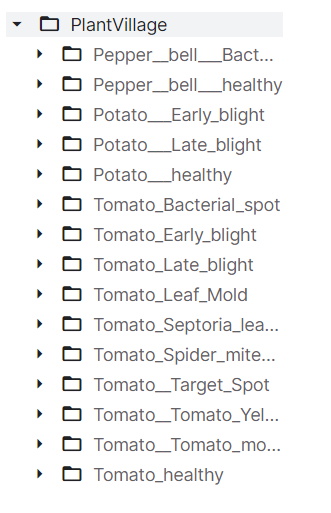 PlantVillage
Pepper__bell___Bact...
Pepper__bell___healthy
Potato___Early_blight
Potato___Late_blight
Potato___healthy
Tomato_Bacterial_spot
Tomato_Early_blight
Tomato_Late_blight
Tomato_Leaf_Mold
Tomato_Septoria_lea...
Tomato_Spider_mite...
Tomato__Target_Spot
Tomato__Tomato_Yel...
Tomato__Tomato_mo...
Tomato_healthy